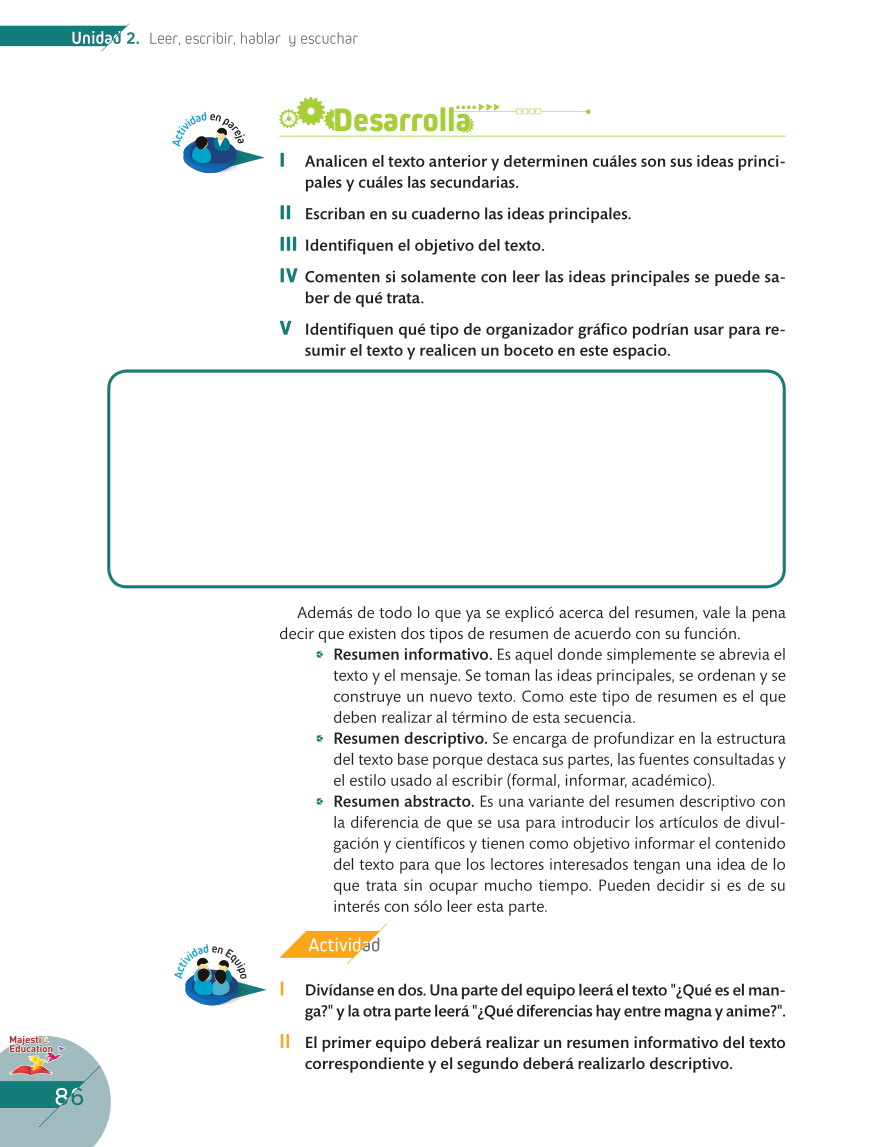 Unidad 2. Leer, escribir, hablar y escuchar
Actividad en pareja
Desarrolla
I Analicen el texto anterior y determinen cuáles son sus ideas princi-
pales y cuáles las secundarias.
II Escriban en su cuaderno las ideas principales.
III Identifiquen el objetivo del texto.
IV Comenten si solamente con leer las ideas principales se puede sa-
ber de qué trata.
V Identifiquen qué tipo de organizador gráfico podrían usar para re-
sumir el texto y realicen un boceto en este espacio.
Además de todo lo que ya se explicó acerca del resumen, vale la pena
decir que existen dos tipos de resumen de acuerdo con su función.
Resumen informativo. Es aquel donde simplemente se abrevia el
texto y el mensaje. Se toman las ideas principales, se ordenan y se
construye un nuevo texto. Como este tipo de resumen es el que
deben realizar al término de esta secuencia.
Resumen descriptivo. Se encarga de profundizar en la estructura
del texto base porque destaca sus partes, las fuentes consultadas y
el estilo usado al escribir (formal, informar, académico).
Resumen abstracto. Es una variante del resumen descriptivo con
la diferencia de que se usa para introducir los artículos de divul-
gación y científicos y tienen como objetivo informar el contenido
del texto para que los lectores interesados tengan una idea de lo
que trata sin ocupar mucho tiempo. Pueden decidir si es de su
interés con sólo leer esta parte.
Actividad en Equipo
Actividad
I Divídanse en dos. Una parte del equipo leerá el texto "¿Qué es el man-
ga?" y la otra parte leerá "¿Qué diferencias hay entre magna y anime?".
II El primer equipo deberá realizar un resumen informativo del texto
correspondiente y el segundo deberá realizarlo descriptivo.
Majestic
Education
86